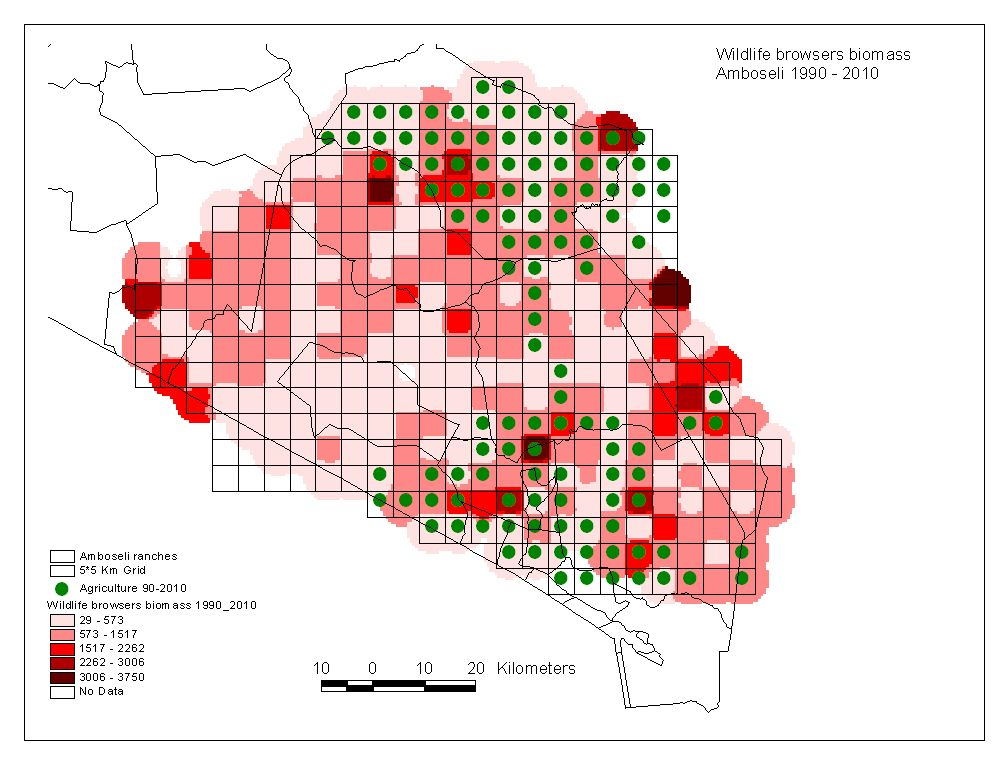 Wildlife browsers biomass
Amboseli 1990 - 2010
Amboseli ranches
5*5 Km Grid
Agriculture 90-2010
Wildlife browsers biomass 1990_2010
29 - 573
573 - 1517
1517 - 2262
2262 - 3006
3006 - 3750
No Data
10 0 10 20 Kilometers